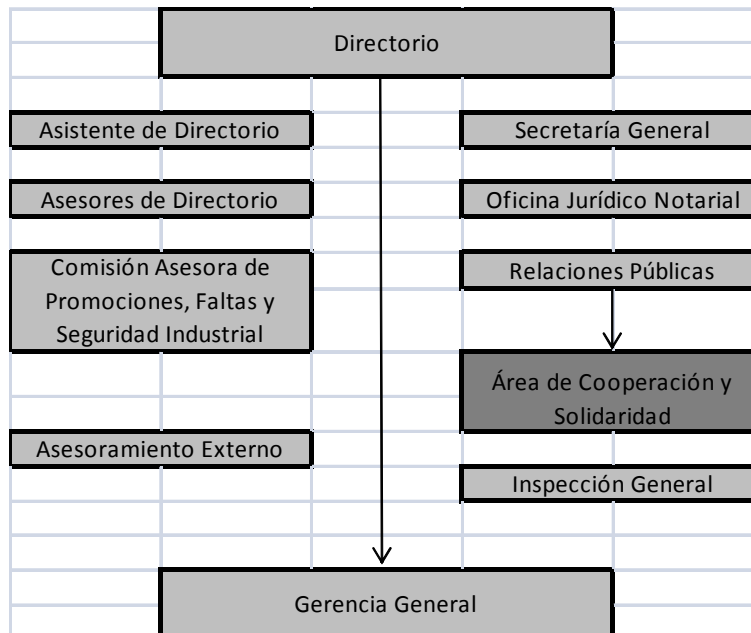 Directorio
Asistente de Directorio
Secretaría General
Asesores de Directorio
Oficina Jurídico Notarial
Comisión Asesora de
Promociones, Faltas y
Seguridad Industrial
Relaciones Públicas
Área de Cooperación y
Solidaridad
Asesoramiento Externo
Inspección General
Gerencia General